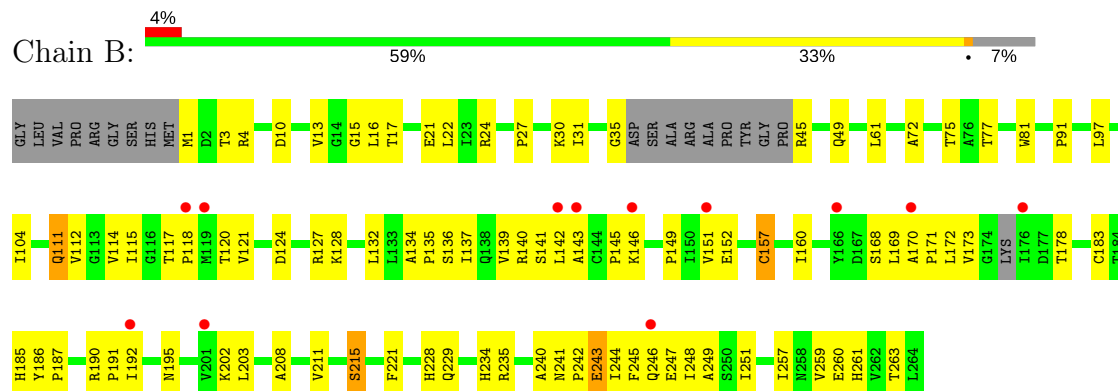 4%
Chain B:
59% 33% • 7%
GLY LEU VAL PRO ARG GLY SER HIS MET M1 D2 T3 R4 D10 V13 G14 G15 L16 T17 E21 L22 I23 R24 P27 K30 I31 G35 ASP SER ALA ARG ALA PRO TYR GLY PRO R45 Q49 L61 A72 T75 A76 T77 W81 P91 L97
I104 Q111 V112 G113 V114 I115 G116 T117 P118 M119 T120 V121 D124 R127 K128 L132 L133 A134 P135 S136 I137 Q138 V139 R140 S141 L142 A143 C144 P145 K146 P149 I150 V151 E152 C157 I160 Y166 D167 S168 L169 A170 P171 L172 V173 G174 LYS I176 D177 T178 C183
H185 Y186 P187 R190 P191 I192 N195 V201 K202 L203 A208 V211 S215 F221 H228 Q229 H234 R235 A240 N241 P242 E243 I244 F245 Q246 E247 I248 A249 S250 I251 I257 N258 V259 E260 H261 V262 T263 L264